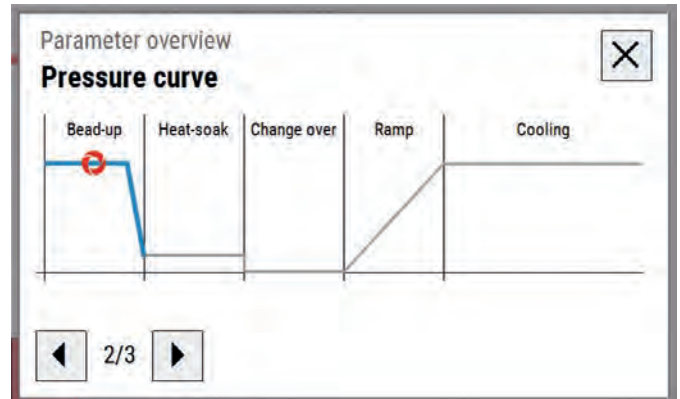 Parameter overview
Pressure curve
Bead-up Heat-soak Change over Ramp Cooling
2/3